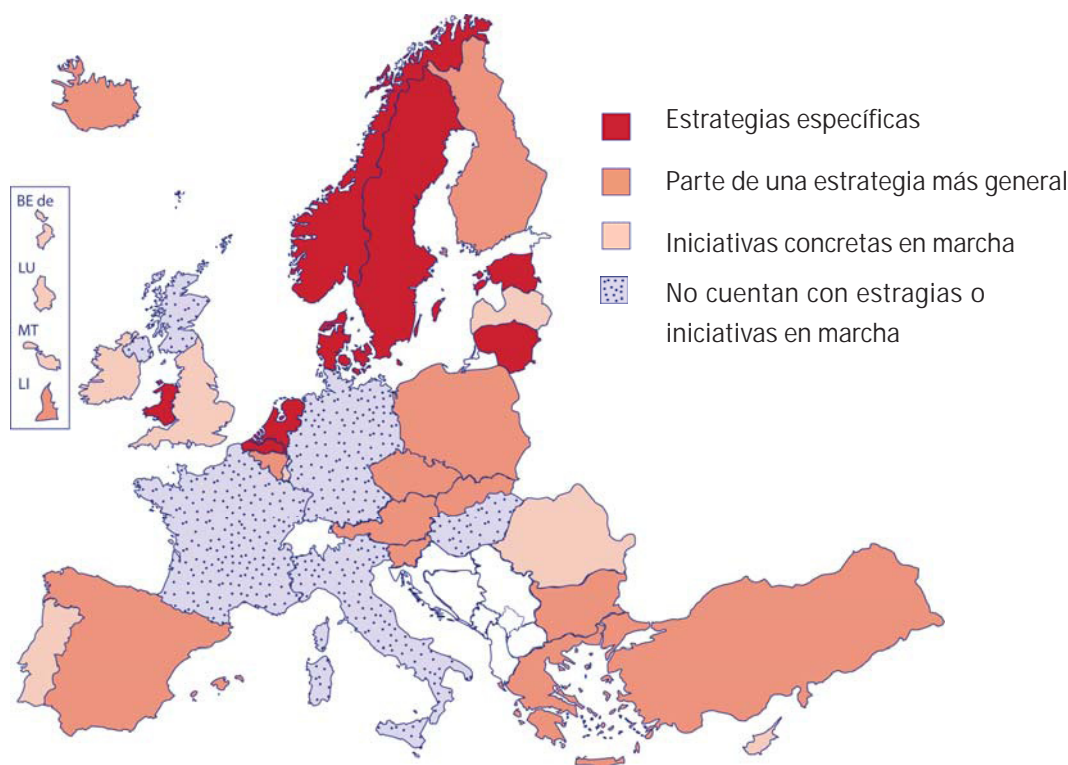 Estrategias específicas
Parte de una estrategia más general
Iniciativas concretas en marcha
No cuentan con estragias o
iniciativas en marcha
BE de
LU
MT
LI